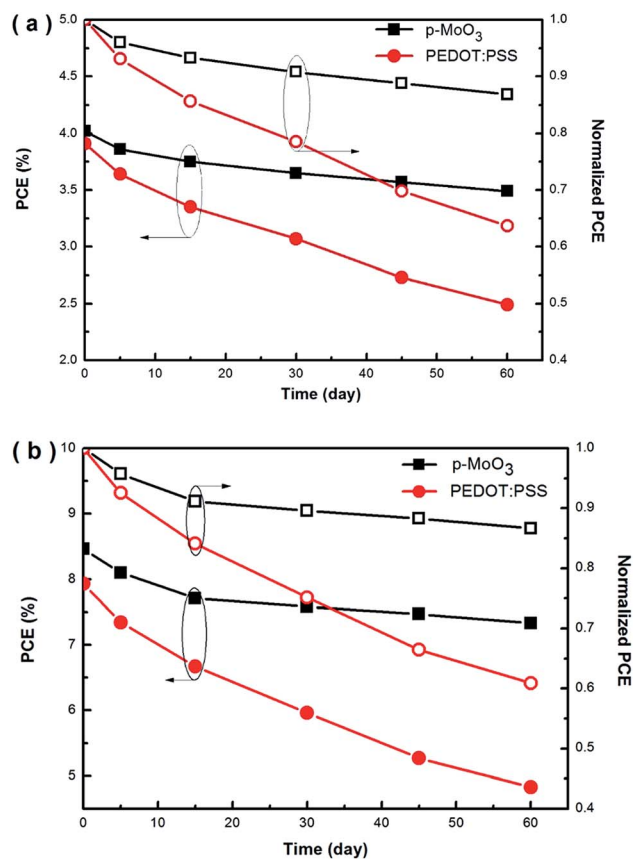 ( a )
p-MoO3
PEDOT:PSS
PCE (%)
5.0
4.5
4.0
3.5
3.0
2.5
2.0
1.0
0.9
0.8
0.7
0.6
0.5
0.4
Normalized PCE
0 10 20 30 40 50 60
Time (day)
( b )
p-MoO3
PEDOT:PSS
PCE (%)
10
9
8
7
6
5
1.0
0.9
0.8
0.7
0.6
0.5
0.4
Normalized PCE
0 10 20 30 40 50 60
Time (day)